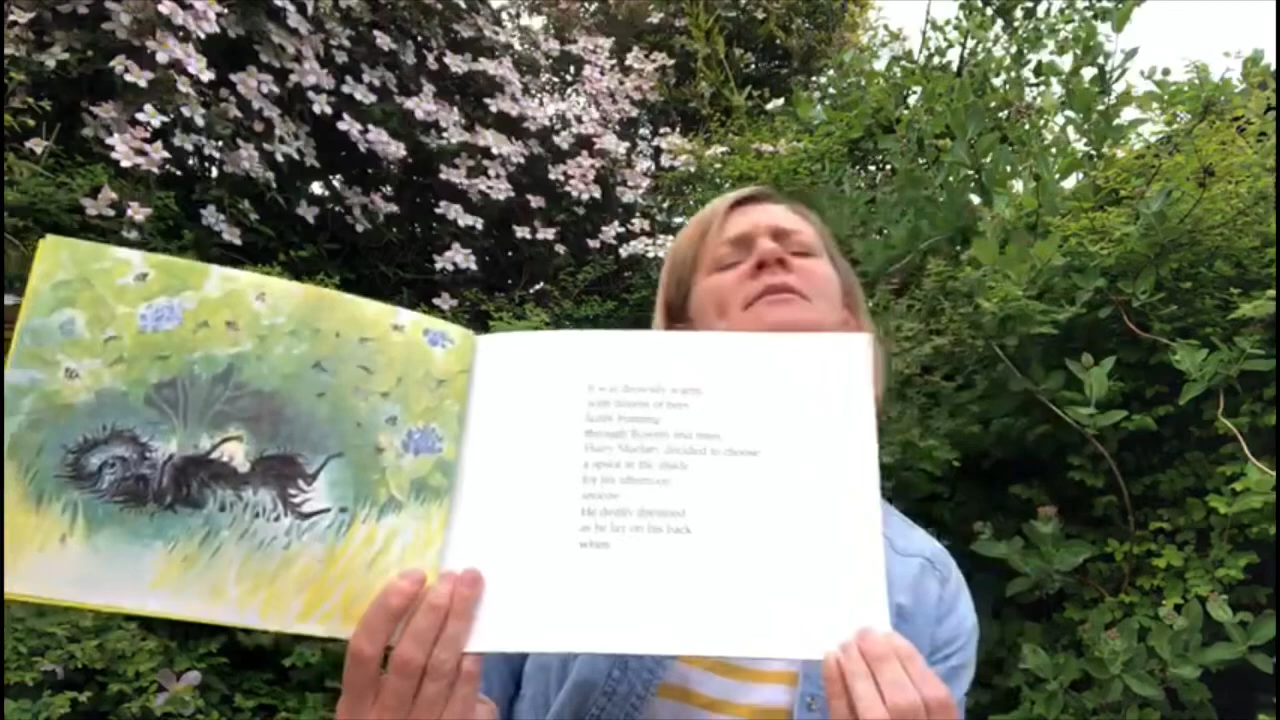 It was drowsily warm,
with dozens of bees
lazily
through flowers and trees.
Hairy Maclary decided to choose
a space in the shade
for his afternoon
snooze.
He dreamed
as he lay on his back
when